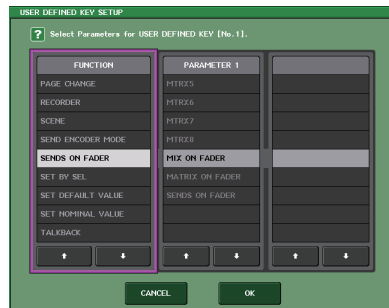 USER DEFINED KEY SETUP
? Select Parameters for USER DEFINED KEY [No.1].
FUNCTION
PAGE CHANGE
RECORDER
SCENE
SEND ENCODER MODE
SENDS ON FADER
SET BY SEL
SET DEFAULT VALUE
SET NOMINAL VALUE
TALKBACK
PARAMETER 1
MTRX5
MTRX6
MTRX7
MTRX8
MIX ON FADER
MATRIX ON FADER
SENDS ON FADER
CANCEL
OK